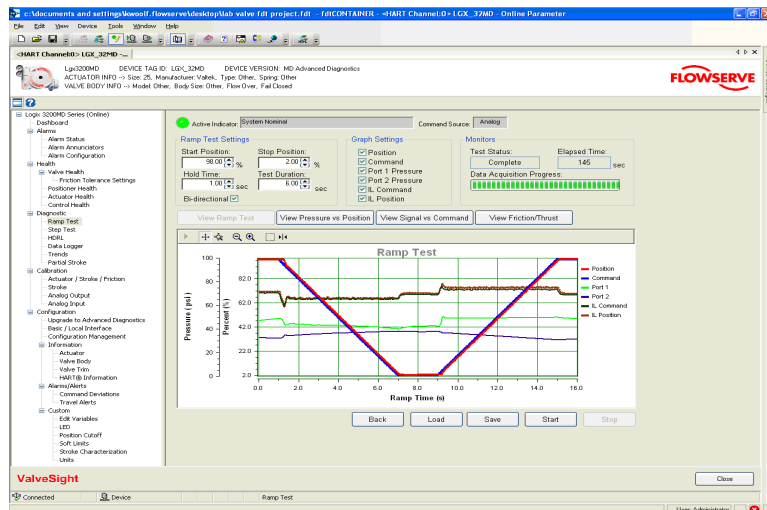 c:\documents and settings\kwoolf.flowserve\desktop\lab valve fdt project.fdt - fdtCONTAINER - <HART Channel:0> LGX_32MD - Online Parameter
File Edit View Device Tools Window Help
<HART Channel:0> LGX_32MD -...
Lgx3200MD DEVICE TAG ID: LGX_32MD DEVICE VERSION: MD Advanced Diagnostics
ACTUATOR INFO -> Size: 25, Manufacturer: Valtek, Type: Other, Spring: Other
VALVE BODY INFO -> Model: Other, Body Size: Other, Flow Over, Fail Closed
FLOWSERVE
Logix 3200MD Series (Online)
Dashboard
Alarms
Alarm Status
Alarm Annunciators
Alarm Configuration
Health
Valve Health
Friction Tolerance Settings
Positioner Health
Actuator Health
Control Health
Diagnostic
Ramp Test
Step Test
HDRL
Data Logger
Trends
Partial Stroke
Calibration
Actuator / Stroke / Friction
Stroke
Analog Output
Analog Input
Configuration
Upgrade to Advanced Diagnostics
Basic / Local Interface
Configuration Management
Information
Actuator
Valve Body
Valve Trim
HART® Information
Alarms/Alerts
Command Deviations
Travel Alerts
Custom
Edit Variables
LED
Position Cutoff
Soft Limits
Stroke Characterization
Units
Active Indicator: System Nominal Command Source: Analog
Ramp Test Settings
Start Position: Stop Position:
98.00 % 2.00 %
Hold Time: Test Duration:
1.00 sec 6.00 sec
Bi-directional
Graph Settings
Position
Command
Port 1 Pressure
Port 2 Pressure
IL Command
IL Position
Monitors
Test Status: Elapsed Time:
Complete 145 sec
Data Acquisition Progress:
View Ramp Test View Pressure vs Position View Signal vs Command View Friction/Thrust
Ramp Test
Pressure (psi)
100
80
60
40
20
0
Percent (%)
82.0
62.0
42.0
22.0
2.0
0.0 2.0 4.0 6.0 8.0 10.0 12.0 14.0 16.0
Ramp Time (s)
Position
Command
Port 1
Port 2
IL Command
IL Position
Back Load Save Start Stop
ValveSight
Close
Connected Device Ramp Test
User: Administrator